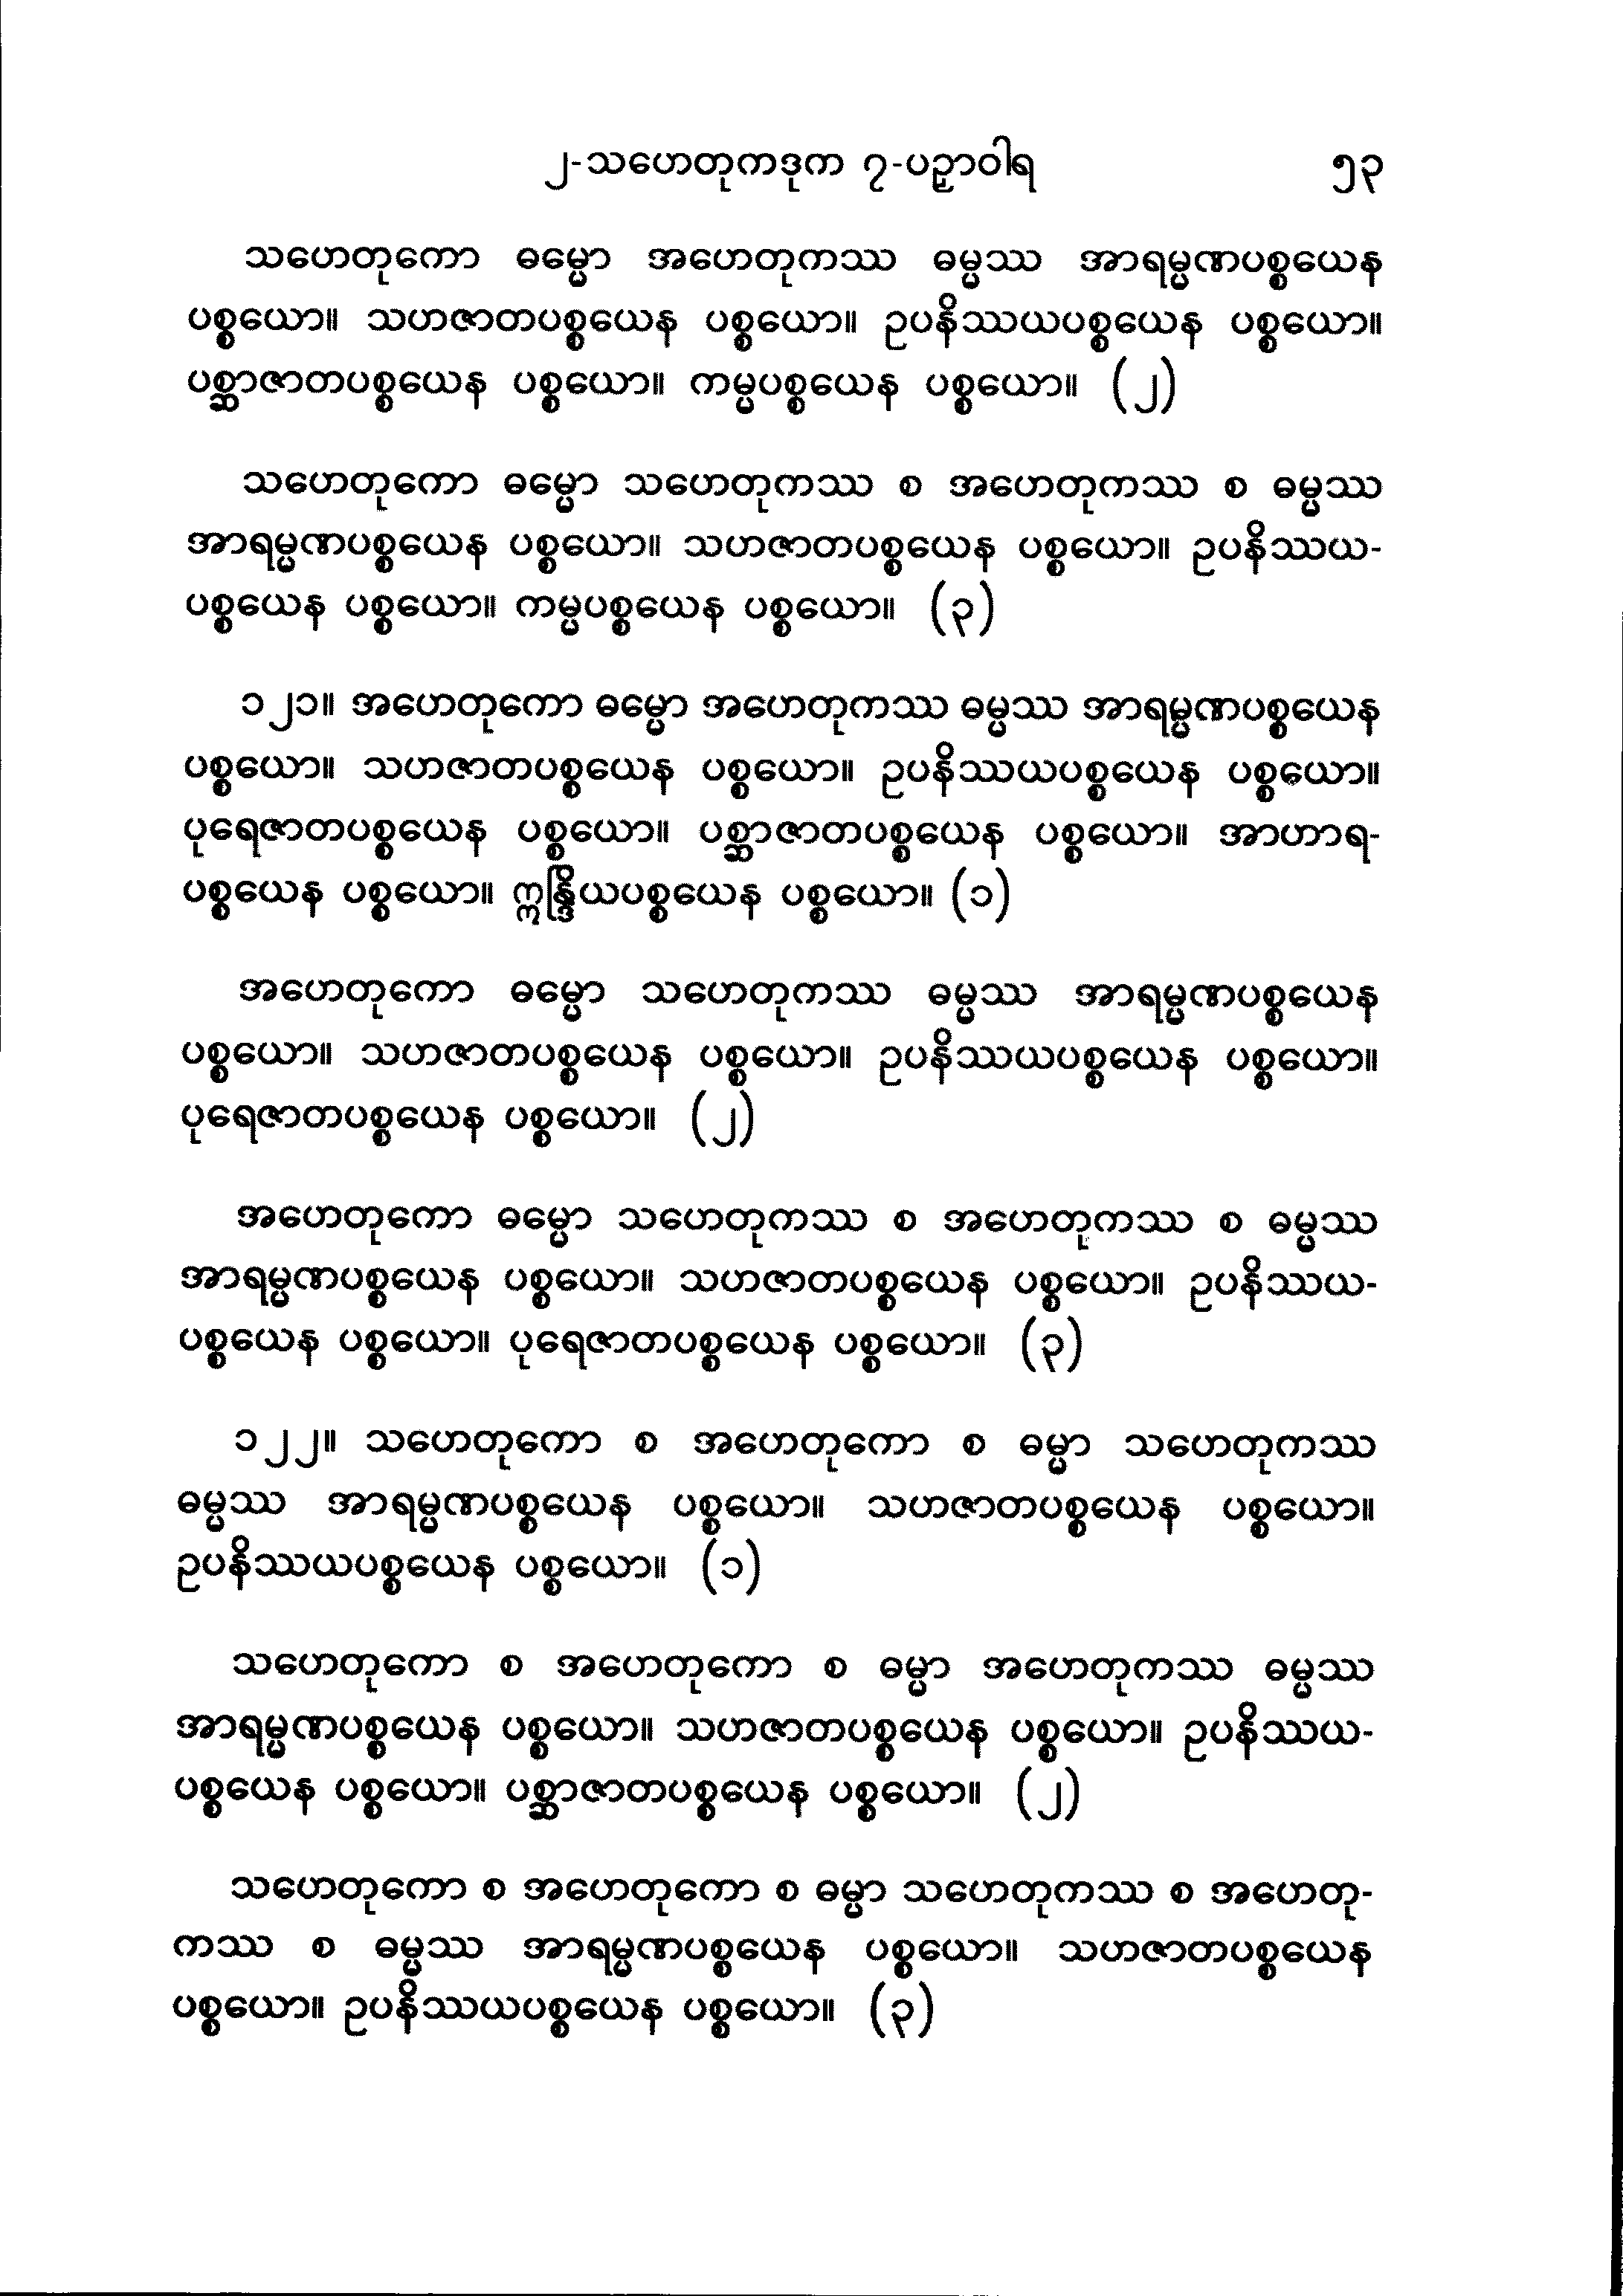 ၂-သဟေတုကဒုက ၇-ပဉှာဝါရ ၅၃
သဟေတုကော ဓမ္မော အဟေတုကဿ ဓမ္မဿ အာရမ္မဏပစ္စယေန
ပစ္စယော။ သဟဇာတပစ္စယေန ပစ္စယော။ ဥပနိဿယပစ္စယေန ပစ္စယော။
ပစ္ဆာဇာတပစ္စယေန ပစ္စယော။ ကမ္မပစ္စယေန ပစ္စယော။ (၂)
သဟေတုကော ဓမ္မော သဟေတုကဿ စ အဟေတုကဿ စ ဓမ္မဿ
အာရမ္မဏပစ္စယေန ပစ္စယော။ သဟဇာတပစ္စယေန ပစ္စယော။ ဥပနိဿယ-
ပစ္စယေန ပစ္စယော။ ကမ္မပစ္စယေန ပစ္စယော။ (၃)
၁၂၁။ အဟေတုကော ဓမ္မော အဟေတုကဿ ဓမ္မဿ အာရမ္မဏပစ္စယေန
ပစ္စယော။ သဟဇာတပစ္စယေန ပစ္စယော။ ဥပနိဿယပစ္စယေန ပစ္စယော။
ပုရေဇာတပစ္စယေန ပစ္စယော။ ပစ္ဆာဇာတပစ္စယေန ပစ္စယော။ အာဟာရ-
ပစ္စယေန ပစ္စယော။ ဣန္ဒြိယပစ္စယေန ပစ္စယော။ (၁)
အဟေတုကော ဓမ္မော သဟေတုကဿ ဓမ္မဿ အာရမ္မဏပစ္စယေန
ပစ္စယော။ သဟဇာတပစ္စယေန ပစ္စယော။ ဥပနိဿယပစ္စယေန ပစ္စယော။
ပုရေဇာတပစ္စယေန ပစ္စယော။ (၂)
အဟေတုကော ဓမ္မော သဟေတုကဿ စ အဟေတုကဿ စ ဓမ္မဿ
အာရမ္မဏပစ္စယေန ပစ္စယော။ သဟဇာတပစ္စယေန ပစ္စယော။ ဥပနိဿယ-
ပစ္စယေန ပစ္စယော။ ပုရေဇာတပစ္စယေန ပစ္စယော။ (၃)
၁၂၂။ သဟေတုကော စ အဟေတုကော စ ဓမ္မာ သဟေတုကဿ
ဓမ္မဿ အာရမ္မဏပစ္စယေန ပစ္စယော။ သဟဇာတပစ္စယေန ပစ္စယော။
ဥပနိဿယပစ္စယေန ပစ္စယော။ (၁)
သဟေတုကော စ အဟေတုကော စ ဓမ္မာ အဟေတုကဿ ဓမ္မဿ
အာရမ္မဏပစ္စယေန ပစ္စယော။ သဟဇာတပစ္စယေန ပစ္စယော။ ဥပနိဿယ-
ပစ္စယေန ပစ္စယော။ ပစ္ဆာဇာတပစ္စယေန ပစ္စယော။ (၂)
သဟေတုကော စ အဟေတုကော စ ဓမ္မာ သဟေတုကဿ စ အဟေတု-
ကဿ စ ဓမ္မဿ အာရမ္မဏပစ္စယေန ပစ္စယော။ သဟဇာတပစ္စယေန
ပစ္စယော။ ဥပနိဿယပစ္စယေန ပစ္စယော။ (၃)